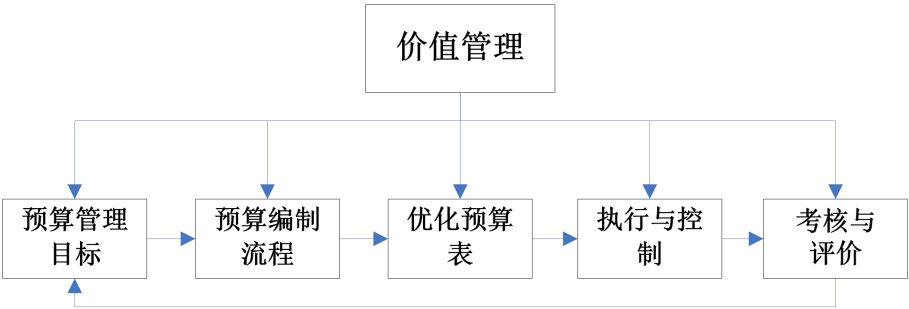 价值管理
预算管理
目标
预算编制
流程
优化预算
表
执行与控
制
考核与
评价